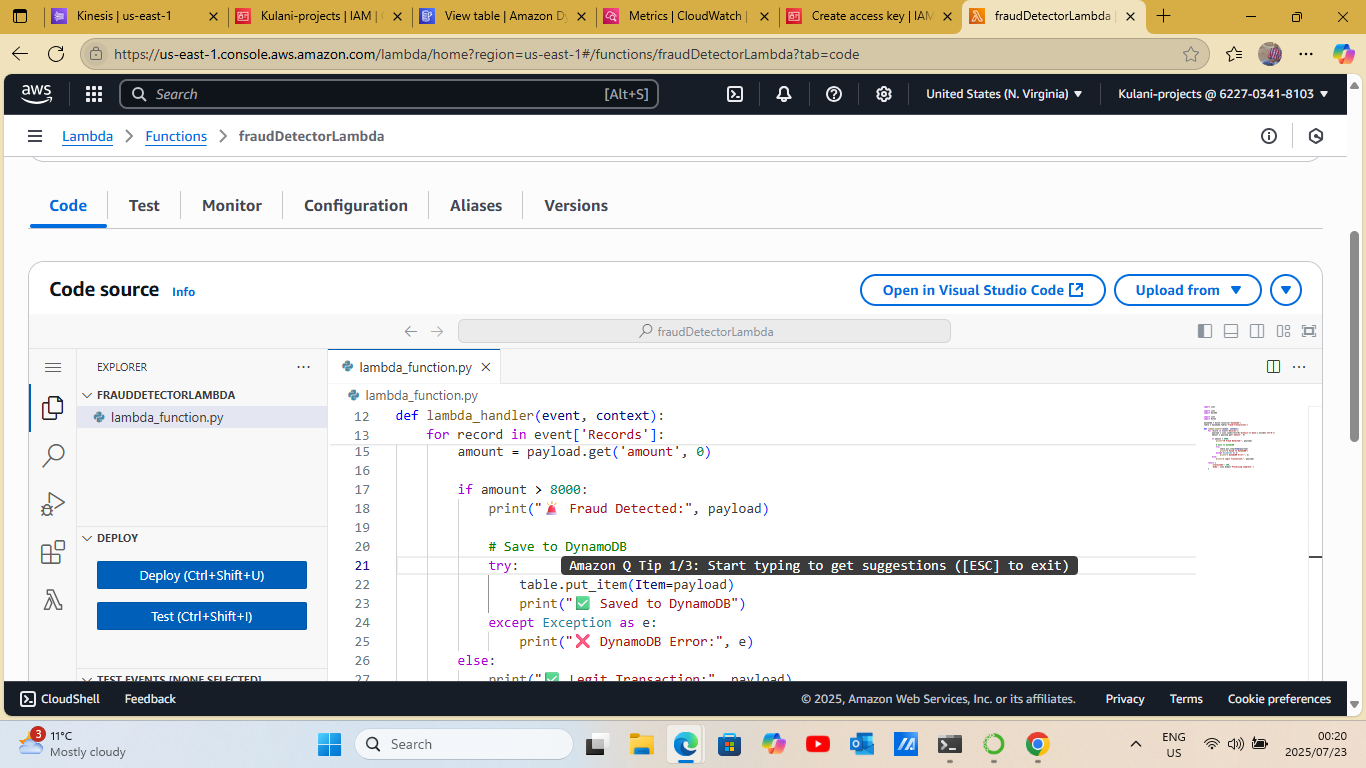 Kinesis | us-east-1
Kulani-projects | IAM |
View table | Amazon D
Metrics | CloudWatch |
Create access key | IAM
fraudDetectorLambda |
https://us-east-1.console.aws.amazon.com/lambda/home?region=us-east-1#/functions/fraudDetectorLambda?tab=code
aws
Search
[Alt+S]
United States (N. Virginia)
Kulani-projects @ 6227-0341-8103
Lambda
Functions
fraudDetectorLambda
Code
Test
Monitor
Configuration
Aliases
Versions
Code source
Info
Open in Visual Studio Code
Upload from
fraudDetectorLambda
EXPLORER
FRAUDDETECTORLAMBDA
lambda_function.py
DEPLOY
Deploy (Ctrl+Shift+U)
Test (Ctrl+Shift+I)
TEST EVENTS [NONE SELECTED]
lambda_function.py
lambda_function.py
12 def lambda_handler(event, context):
13 for record in event['Records']:
15 amount = payload.get('amount', 0)
16
17 if amount > 8000:
18 print("🚨 Fraud Detected:", payload)
19
20 # Save to DynamoDB
21 try: Amazon Q Tip 1/3: Start typing to get suggestions ([ESC] to exit)
22 table.put_item(Item=payload)
23 print("✅ Saved to DynamoDB")
24 except Exception as e:
25 print("❌ DynamoDB Error:", e)
26 else:
27 print("✅ Legit Transaction:", payload)
CloudShell
Feedback
© 2025, Amazon Web Services, Inc. or its affiliates.
Privacy
Terms
Cookie preferences
3
11°C
Mostly cloudy
Search
ENG
US
00:20
2025/07/23